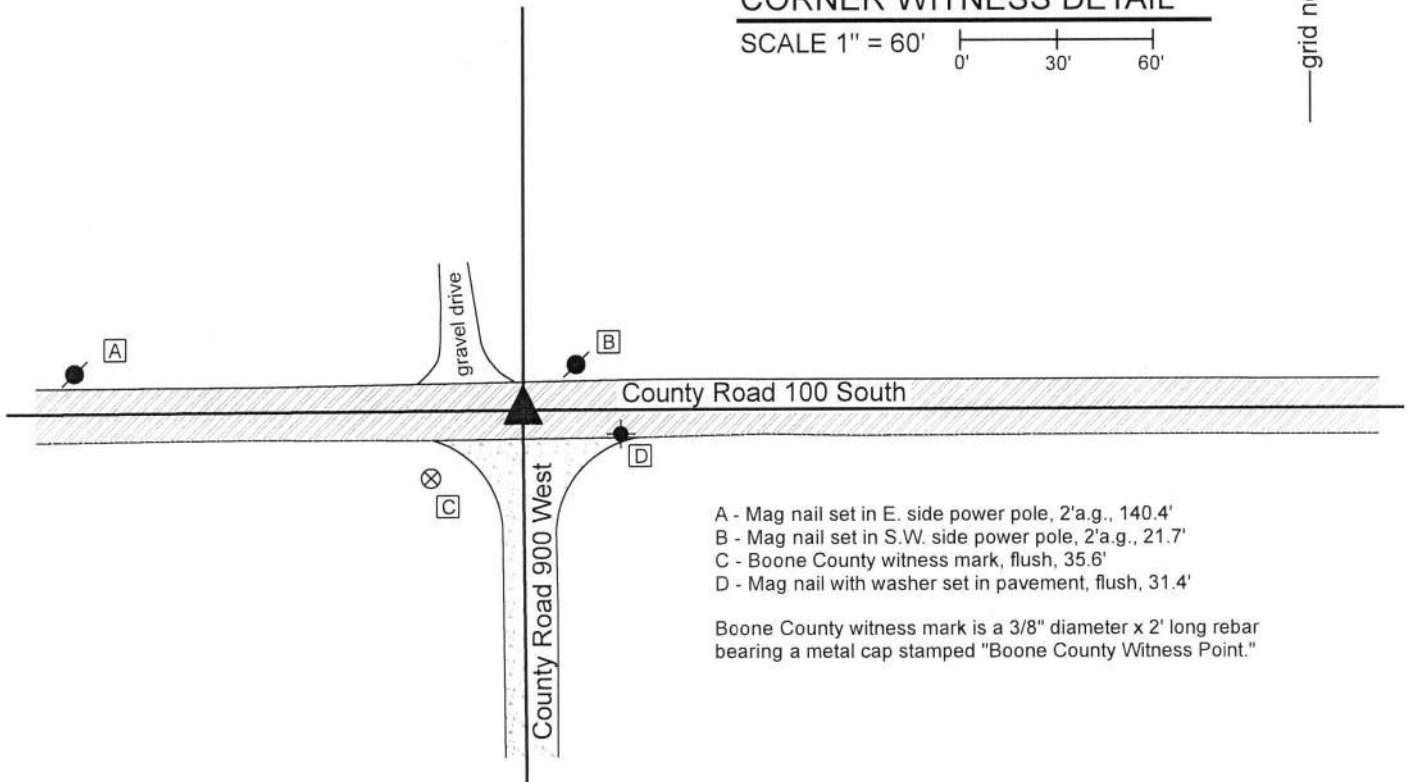 CORNER WITNESS DETAIL
SCALE 1" = 60'
0' 30' 60'
grid
gravel drive
A
B
County Road 100 South
D
C
County Road 900 West
A - Mag nail set in E. side power pole, 2'a.g., 140.4'
B - Mag nail set in S.W. side power pole, 2'a.g., 21.7'
C - Boone County witness mark, flush, 35.6'
D - Mag nail with washer set in pavement, flush, 31.4'
Boone County witness mark is a 3/8" diameter x 2' long rebar
bearing a metal cap stamped "Boone County Witness Point."